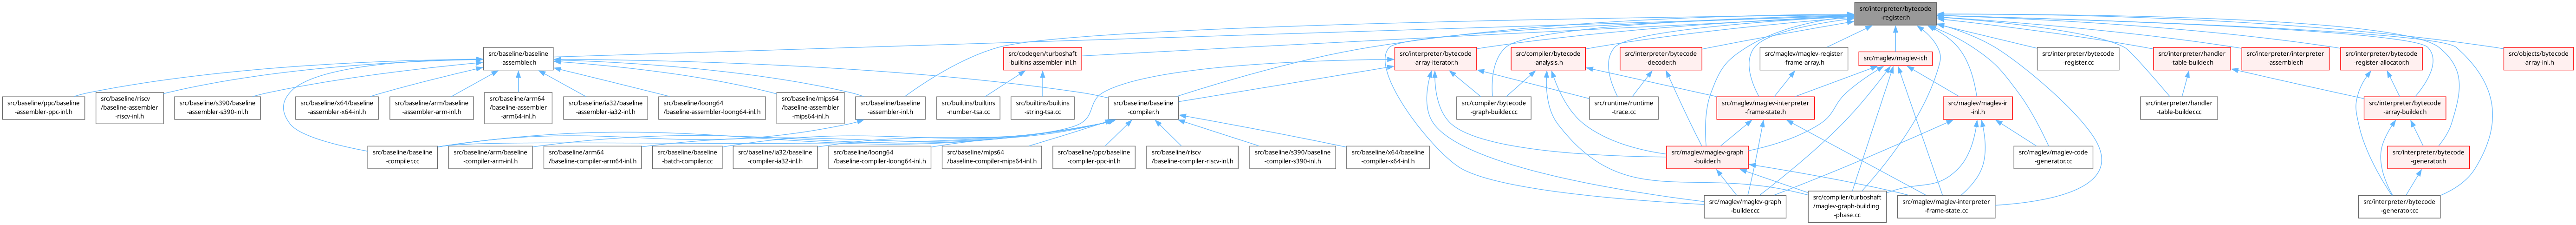 src/interpreter/bytecode
-register.h
src/baseline/baseline
-assembler.h
src/codegen/turboshaft
-builtins-assembler-inl.h
src/interpreter/bytecode
-array-iterator.h
src/compiler/bytecode
-analysis.h
src/interpreter/bytecode
-decoder.h
src/maglev/maglev-register
-frame-array.h
src/maglev/maglev-ir.h
src/interpreter/bytecode
-register.cc
src/interpreter/handler
-table-builder.h
src/interpreter/interpreter
-assembler.h
src/interpreter/bytecode
-register-allocator.h
src/objects/bytecode
-array-inl.h
src/baseline/ppc/baseline
-assembler-ppc-inl.h
src/baseline/riscv
/baseline-assembler
-riscv-inl.h
src/baseline/s390/baseline
-assembler-s390-inl.h
src/baseline/x64/baseline
-assembler-x64-inl.h
src/baseline/arm/baseline
-assembler-arm-inl.h
src/baseline/arm64
/baseline-assembler
-arm64-inl.h
src/baseline/ia32/baseline
-assembler-ia32-inl.h
src/baseline/loong64
/baseline-assembler-loong64-inl.h
src/baseline/mips64
/baseline-assembler
-mips64-inl.h
src/baseline/baseline
-assembler-inl.h
src/builtins/builtins
-number-tsa.cc
src/builtins/builtins
-string-tsa.cc
src/baseline/baseline
-compiler.h
src/compiler/bytecode
-graph-builder.cc
src/runtime/runtime
-trace.cc
src/maglev/maglev-interpreter
-frame-state.h
src/maglev/maglev-ir
-inl.h
src/interpreter/handler
-table-builder.cc
src/interpreter/bytecode
-array-builder.h
src/baseline/baseline
-compiler.cc
src/baseline/arm/baseline
-compiler-arm-inl.h
src/baseline/arm64
/baseline-compiler-arm64-inl.h
src/baseline/baseline
-batch-compiler.cc
src/baseline/ia32/baseline
-compiler-ia32-inl.h
src/baseline/loong64
/baseline-compiler-loong64-inl.h
src/baseline/mips64
/baseline-compiler-mips64-inl.h
src/baseline/ppc/baseline
-compiler-ppc-inl.h
src/baseline/riscv
/baseline-compiler-riscv-inl.h
src/baseline/s390/baseline
-compiler-s390-inl.h
src/baseline/x64/baseline
-compiler-x64-inl.h
src/maglev/maglev-graph
-builder.h
src/maglev/maglev-code
-generator.cc
src/interpreter/bytecode
-generator.h
src/maglev/maglev-graph
-builder.cc
src/compiler/turboshaft
/maglev-graph-building
-phase.cc
src/maglev/maglev-interpreter
-frame-state.cc
src/interpreter/bytecode
-generator.cc